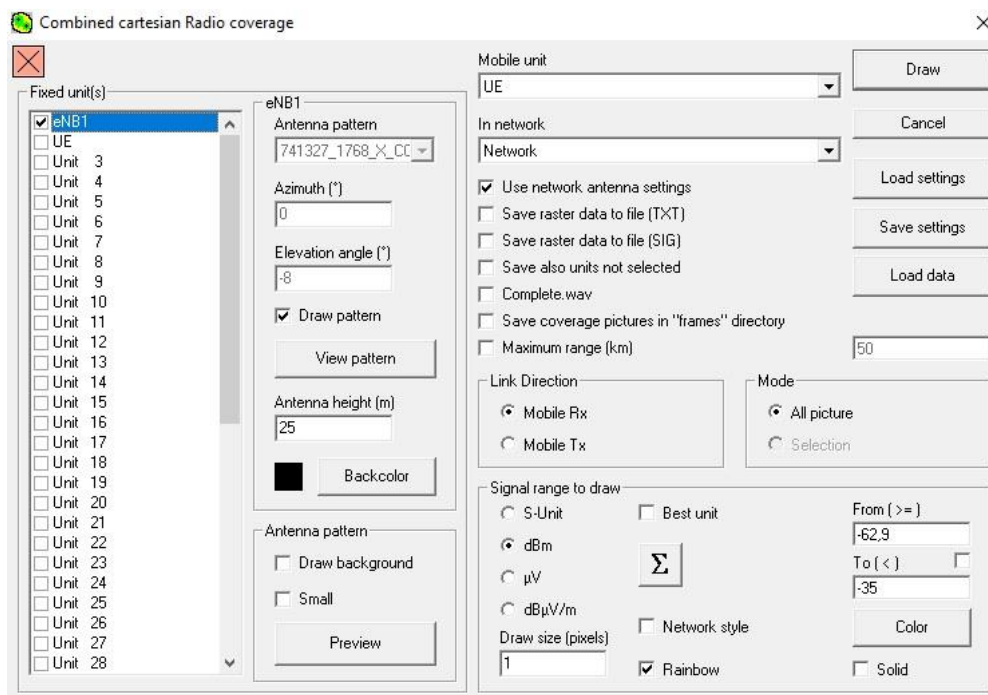 Combined cartesian Radio coverage
Fixed unit(s)
eNB1
UE
Unit 3
Unit 4
Unit 5
Unit 6
Unit 7
Unit 8
Unit 9
Unit 10
Unit 11
Unit 12
Unit 13
Unit 14
Unit 15
Unit 16
Unit 17
Unit 18
Unit 19
Unit 20
Unit 21
Unit 22
Unit 23
Unit 24
Unit 25
Unit 26
Unit 27
Unit 28
eNB1
Antenna pattern
741327_1768_X_CC
Azimuth (°)
0
Elevation angle (°)
-8
Draw pattern
View pattern
Antenna height (m)
25
Backcolor
Antenna pattern
Draw background
Small
Preview
Mobile unit
UE
In network
Network
Use network antenna settings
Save raster data to file (TXT)
Save raster data to file (SIG)
Save also units not selected
Complete.wav
Save coverage pictures in "frames" directory
Maximum range (km)
50
Draw
Cancel
Load settings
Save settings
Load data
Link Direction
Mobile Rx
Mobile Tx
Mode
All picture
Selection
Signal range to draw
S-Unit
dBm
µV
dBµV/m
Draw size (pixels)
1
Best unit
Σ
Network style
Rainbow
From ( >= )
-62,9
To ( < )
-35
Color
Solid